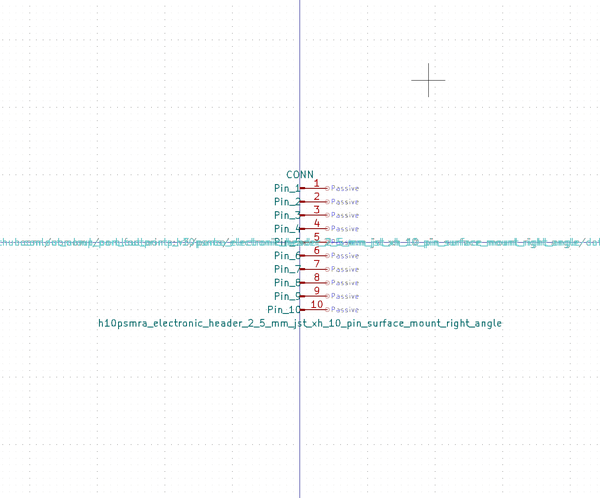 CONN
Pin_1 1 Passive
Pin_2 2 Passive
Pin_3 3 Passive
Pin_4 4 Passive
5
Pin_6 6 Passive
Pin_7 7 Passive
Pin_8 8 Passive
Pin_9 9 Passive
Pin_10 10 Passive
h10psmra_electronic_header_2_5_mm_jst_xh_10_pin_surface_mount_right_angle